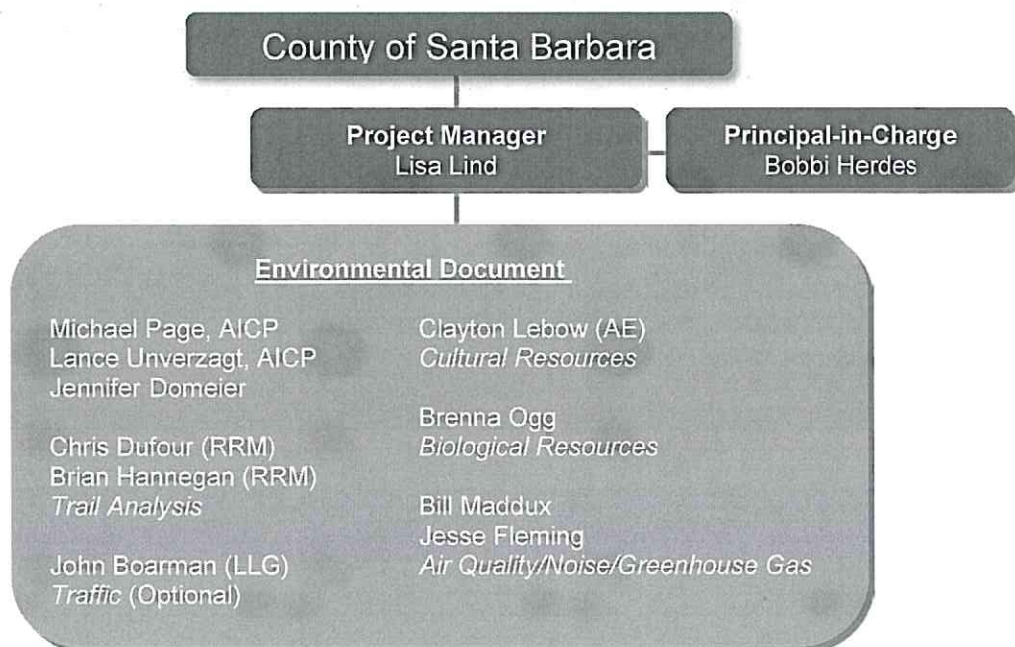 County of Santa Barbara
Project Manager
Lisa Lind
Principal-in-Charge
Bobbi Herdes
Environmental Document
Michael Page, AICP
Lance Unverzagt, AICP
Jennifer Domeier
Chris Dufour (RRM)
Brian Hannegan (RRM)
Trail Analysis
John Boarman (LLG)
Traffic (Optional)
Clayton Lebow (AE)
Cultural Resources
Brenna Ogg
Biological Resources
Bill Maddux
Jesse Fleming
Air Quality/Noise/Greenhouse Gas